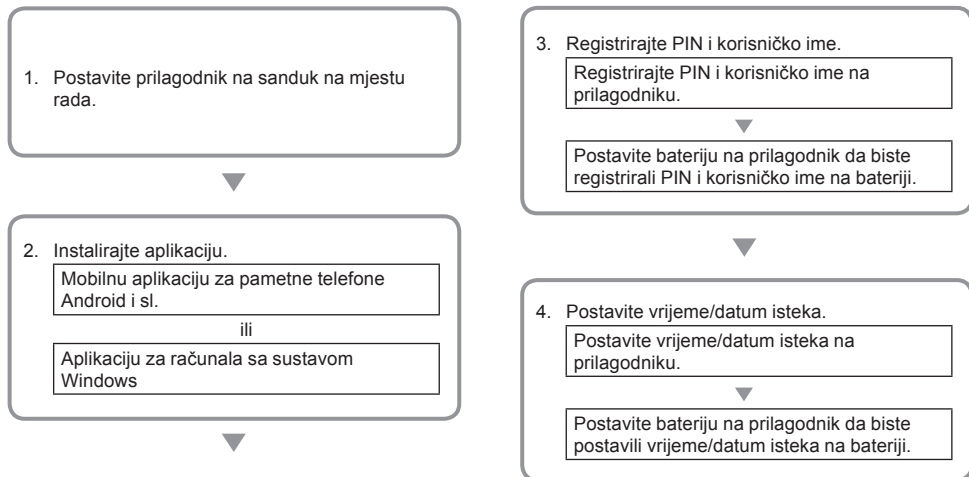 1. Postavite prilagodnik na sanduk na mjestu
rada.
2. Instalirajte aplikaciju.
Mobilnu aplikaciju za pametne telefone
Android i sl.
ili
Aplikaciju za računala sa sustavom
Windows
3. Registrirajte PIN i korisničko ime.
Registrirajte PIN i korisničko ime na
prilagodniku.
Postavite bateriju na prilagodnik da biste
registrirali PIN i korisničko ime na bateriji.
4. Postavite vrijeme/datum isteka.
Postavite vrijeme/datum isteka na
prilagodniku.
Postavite bateriju na prilagodnik da biste
postavili vrijeme/datum isteka na bateriji.